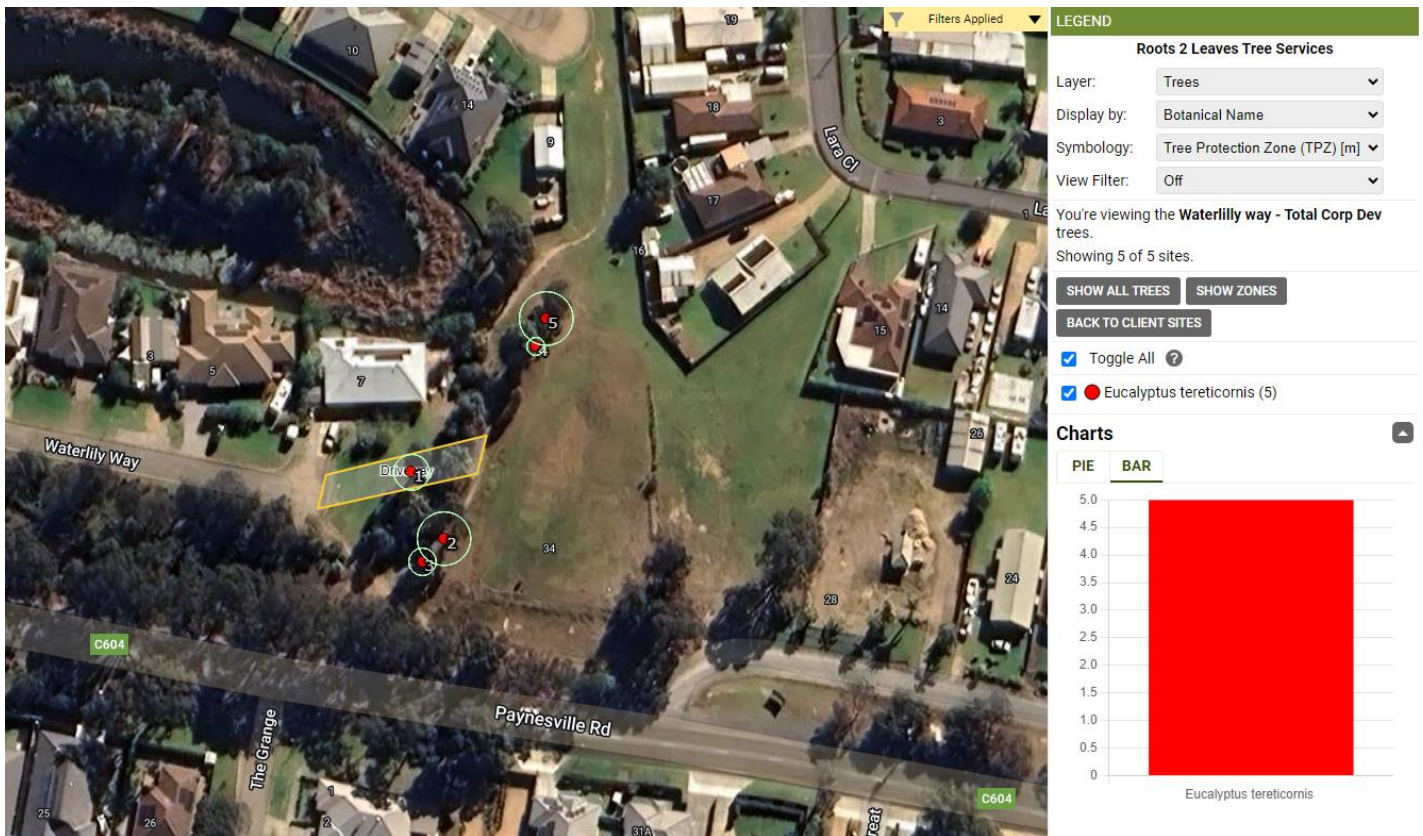 Filters Applied
19
10
14
18
3
9
Lara Cl
17
1
La
16
5
4
14
15
3
5
7
26
Waterlily Way
Driveway
1
2
34
3
24
28
C604
Paynesville Rd
The Grange
C604
1
25
26
2
31A
reat
LEGEND
Roots 2 Leaves Tree Services
Layer:
Trees
Display by:
Botanical Name
Symbology:
Tree Protection Zone (TPZ) [m]
View Filter:
Off
You're viewing the Waterlilly way - Total Corp Dev
trees.
Showing 5 of 5 sites.
SHOW ALL TREES
SHOW ZONES
BACK TO CLIENT SITES
Toggle All ?
Eucalyptus tereticornis (5)
Charts
PIE
BAR
5.0
4.5
4.0
3.5
3.0
2.5
2.0
1.5
1.0
0.5
0
Eucalyptus tereticornis